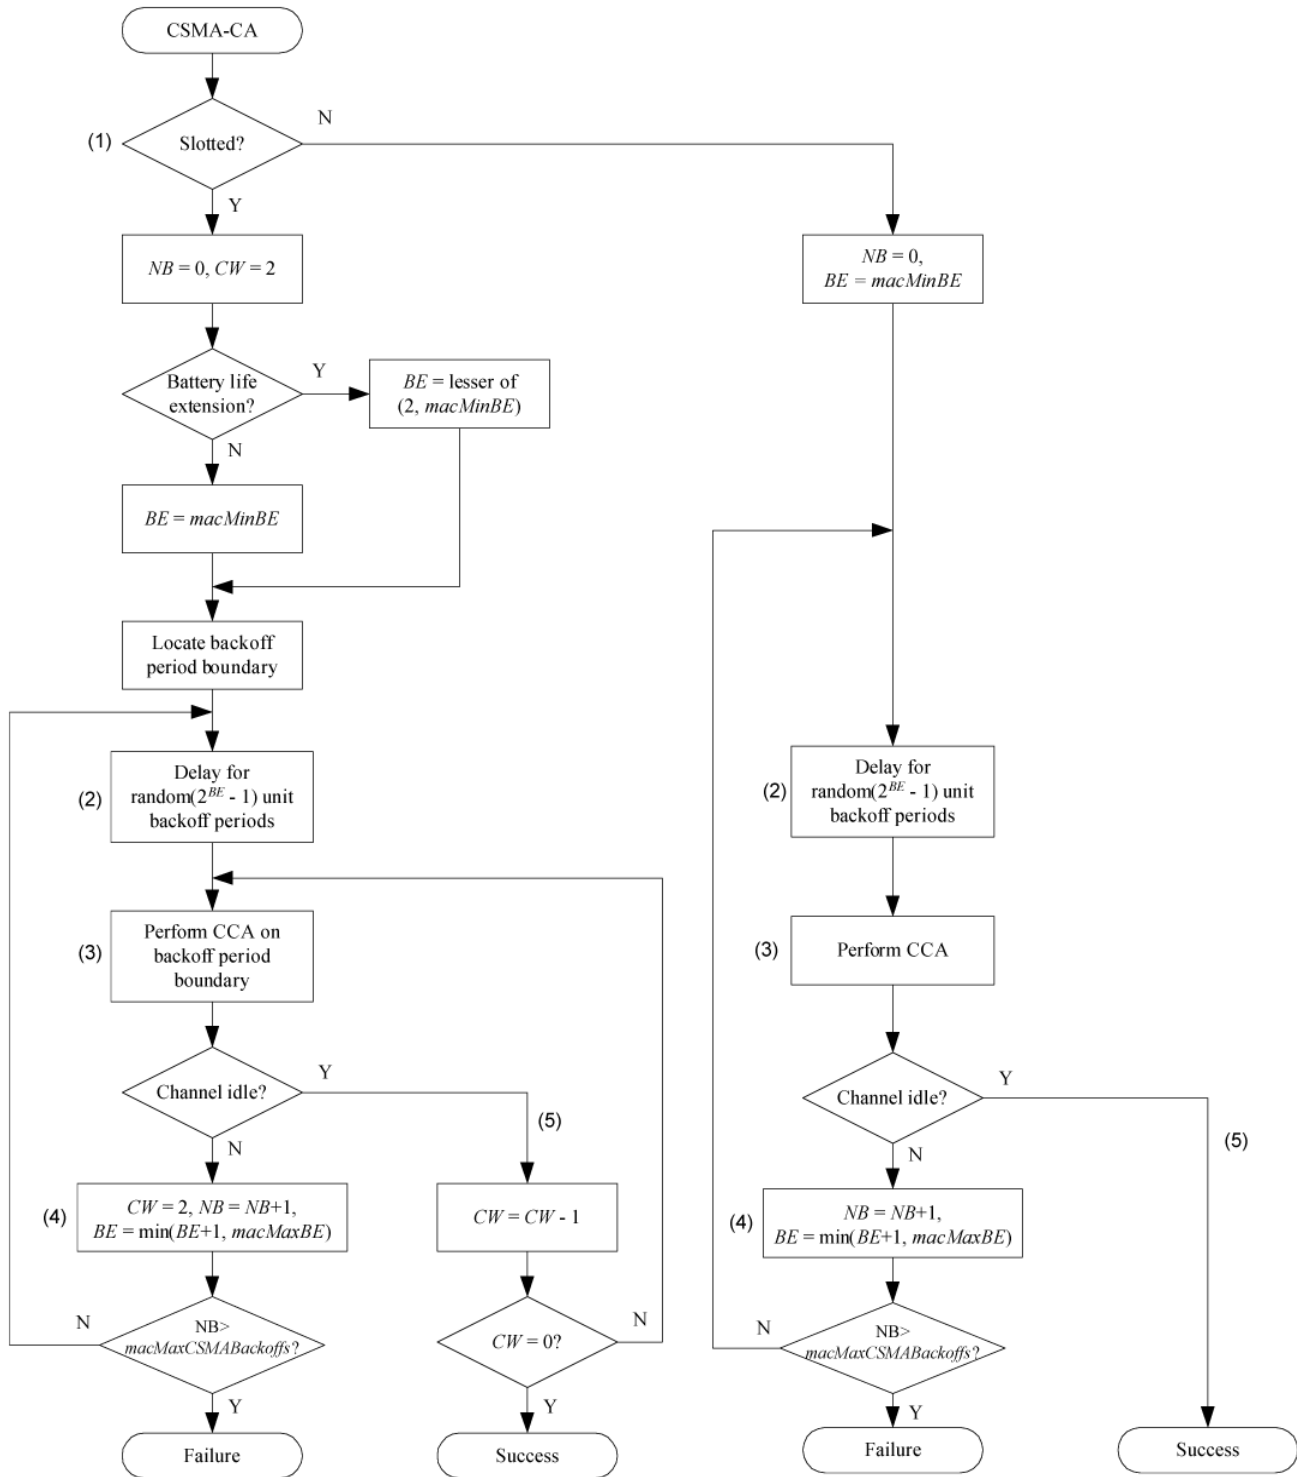 CSMA-CA
(1)
Slotted?
N
Y
NB = 0, CW = 2
Battery life
extension?
Y
BE = lesser of
(2, macMinBE)
N
BE = macMinBE
Locate backoff
period boundary
(2)
Delay for
random(2^BE - 1) unit
backoff periods
(3)
Perform CCA on
backoff period
boundary
Channel idle?
Y
(5)
N
(4)
CW = 2, NB = NB+1,
BE = min(BE+1, macMaxBE)
CW = CW - 1
N
NB>
macMaxCSMABackoffs?
CW = 0?
N
Y
Y
Failure
Success
NB = 0,
BE = macMinBE
(2)
Delay for
random(2^BE - 1) unit
backoff periods
(3)
Perform CCA
Channel idle?
Y
(5)
N
(4)
NB = NB+1,
BE = min(BE+1, macMaxBE)
N
NB>
macMaxCSMABackoffs?
Y
Failure
Success